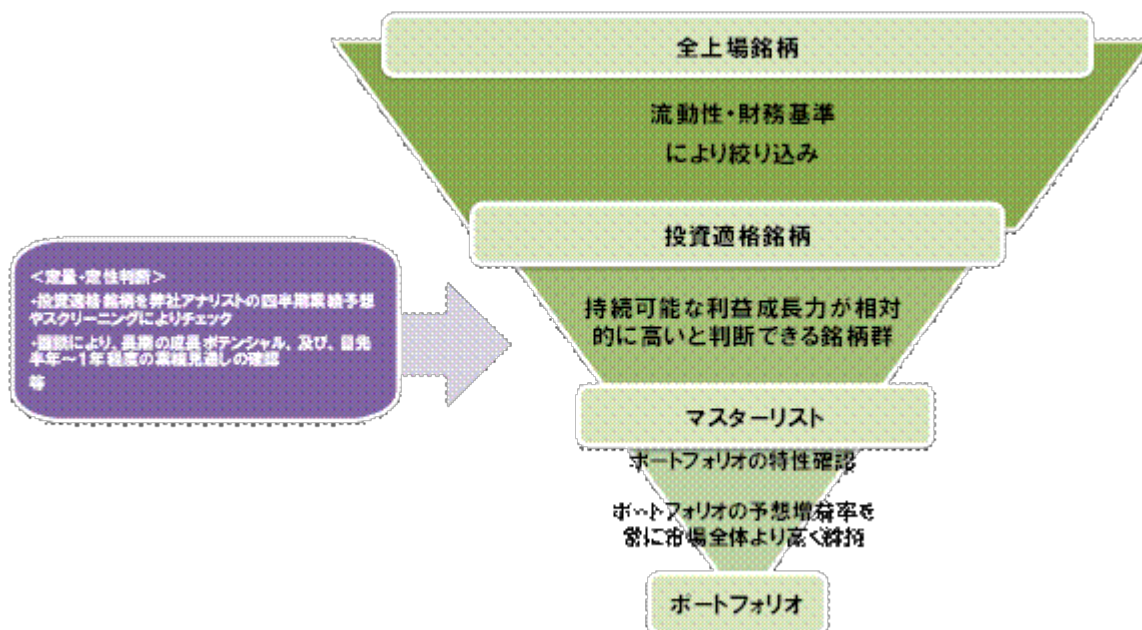 全上場銘柄
流動性・財務基準
により絞り込み
投資適格銘柄
<定量・定性判断>
・投資適格銘柄を弊社アナリストの四半期業績予想
やスクリーニングによりチェック
・面談により、長期の成長ポテンシャル、及び、目先
半年～1年程度の業績見通しの確認
等
持続可能な利益成長力が相対
的に高いと判断できる銘柄群
マスターリスト
ポートフォリオの特性確認
ポートフォリオの予想増益率を
常に市場全体より高く維持
ポートフォリオ